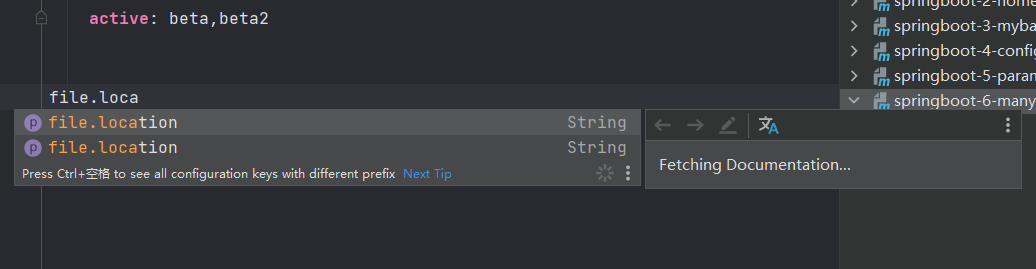 active: beta,beta2
file.loca
file.location String
file.location String
Press Ctrl+空格 to see all configuration keys with different prefix Next Tip
Fetching Documentation...
springboot-2-home
springboot-3-myba
springboot-4-config
springboot-5-param
springboot-6-many